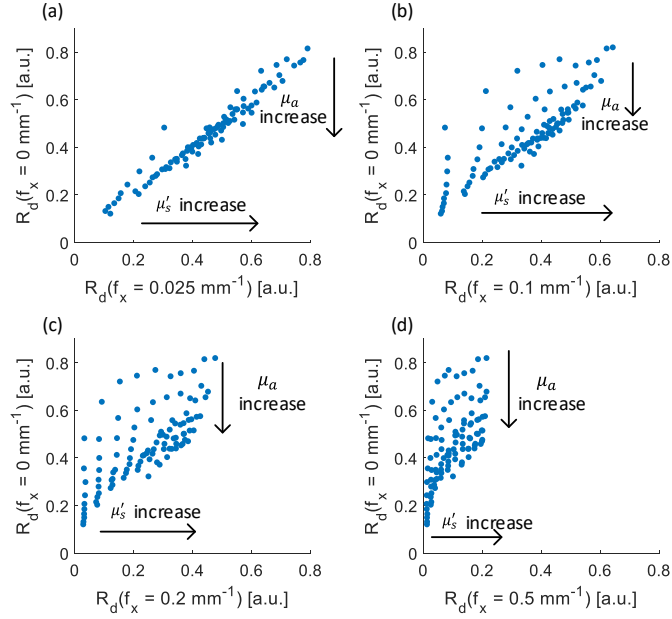 (a)
R_d(f_x = 0 mm⁻¹) [a.u.]
0.8
0.6
0.4
0.2
0
μ_a
increase
μ′_s increase
0 0.2 0.4 0.6 0.8
R_d(f_x = 0.025 mm⁻¹) [a.u.]
(b)
R_d(f_x = 0 mm⁻¹) [a.u.]
0.8
0.6
0.4
0.2
0
μ_a
increase
μ′_s increase
0 0.2 0.4 0.6 0.8
R_d(f_x = 0.1 mm⁻¹) [a.u.]
(c)
R_d(f_x = 0 mm⁻¹) [a.u.]
0.8
0.6
0.4
0.2
0
μ_a
increase
μ′_s increase
0 0.2 0.4 0.6 0.8
R_d(f_x = 0.2 mm⁻¹) [a.u.]
(d)
R_d(f_x = 0 mm⁻¹) [a.u.]
0.8
0.6
0.4
0.2
0
μ_a
increase
μ′_s increase
0 0.2 0.4 0.6 0.8
R_d(f_x = 0.5 mm⁻¹) [a.u.]